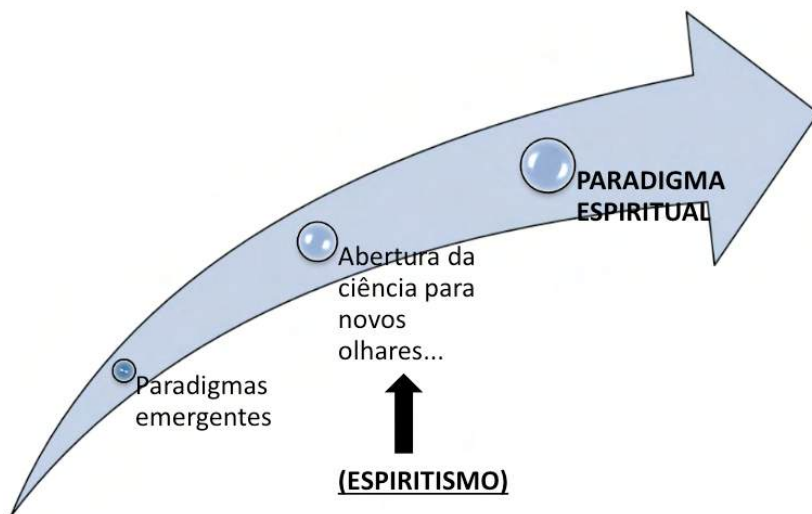 PARADIGMA
ESPIRITUAL
Abertura da
ciência para
novos
olhares...
Paradigmas
emergentes
(ESPIRITISMO)